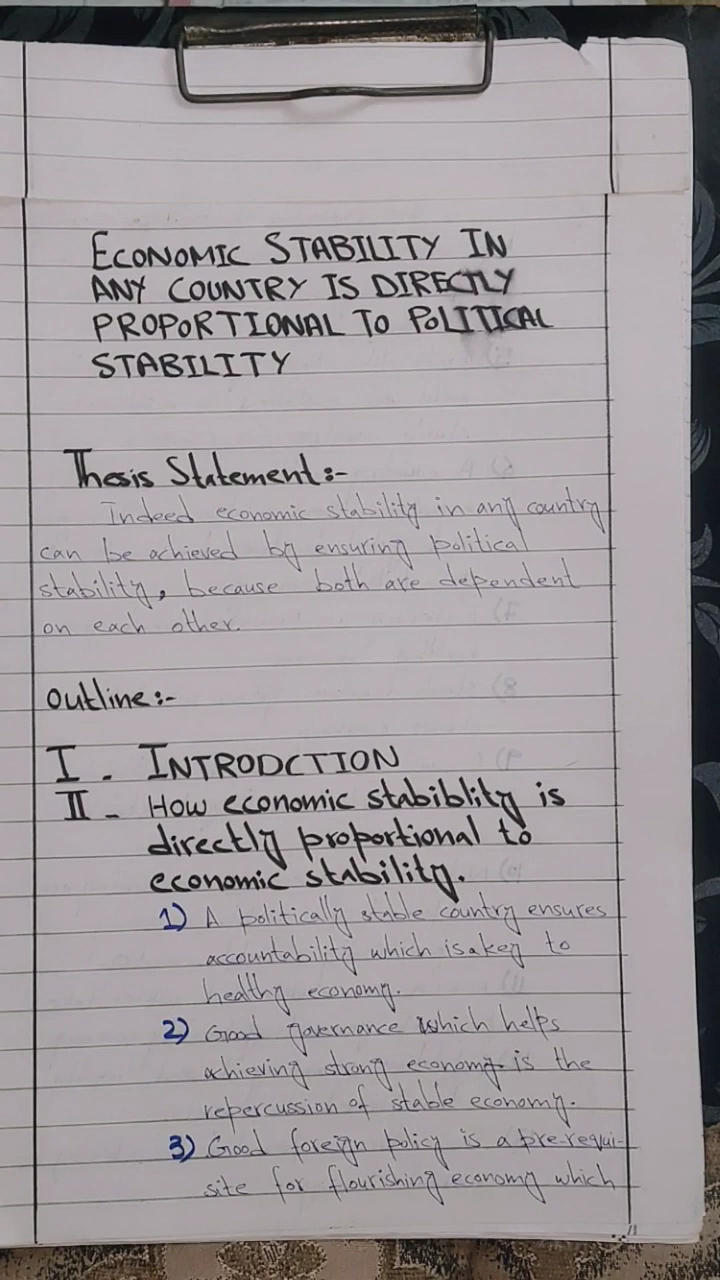 ECONOMIC STABILITY IN
ANY COUNTRY IS DIRECTLY
PROPORTIONAL TO POLITICAL
STABILITY
Thesis Statement:-
Indeed economic stability in any country
can be achieved by ensuring political
stability, because both are dependent
on each other.
Outline:-
I. INTRODCTION
II - How economic stabiblity is
directly proportional to
economic stability.
1) A politically stable country ensures
accountability which is a key to
healthy economy.
2) Good governance which helps
achieving strong economy is the
repercussion of stable economy.
3) Good foreign policy is a pre-requi-
site for flourishing economy which